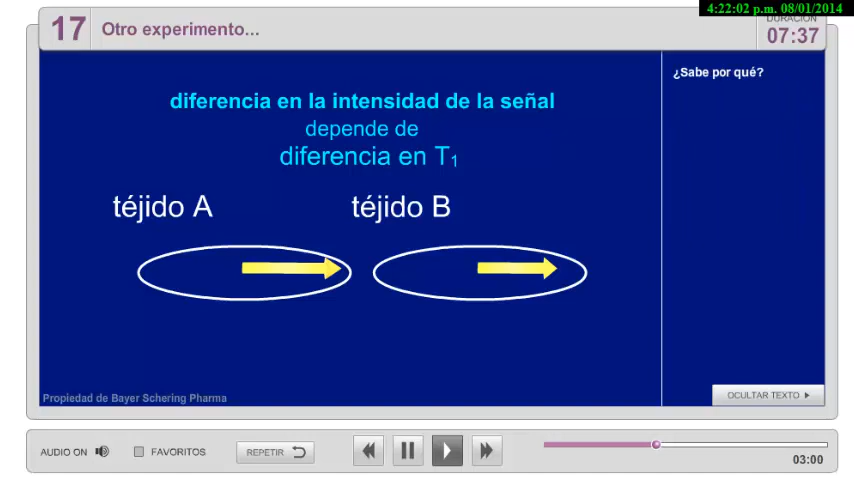 4:22:02 p.m. 08/01/2014
17
Otro experimento...
DURACIÓN
07:37
diferencia en la intensidad de la señal
depende de
diferencia en T₁
téjido A
téjido B
¿Sabe por qué?
Propiedad de Bayer Schering Pharma
OCULTAR TEXTO
AUDIO ON
FAVORITOS
REPETIR
03:00